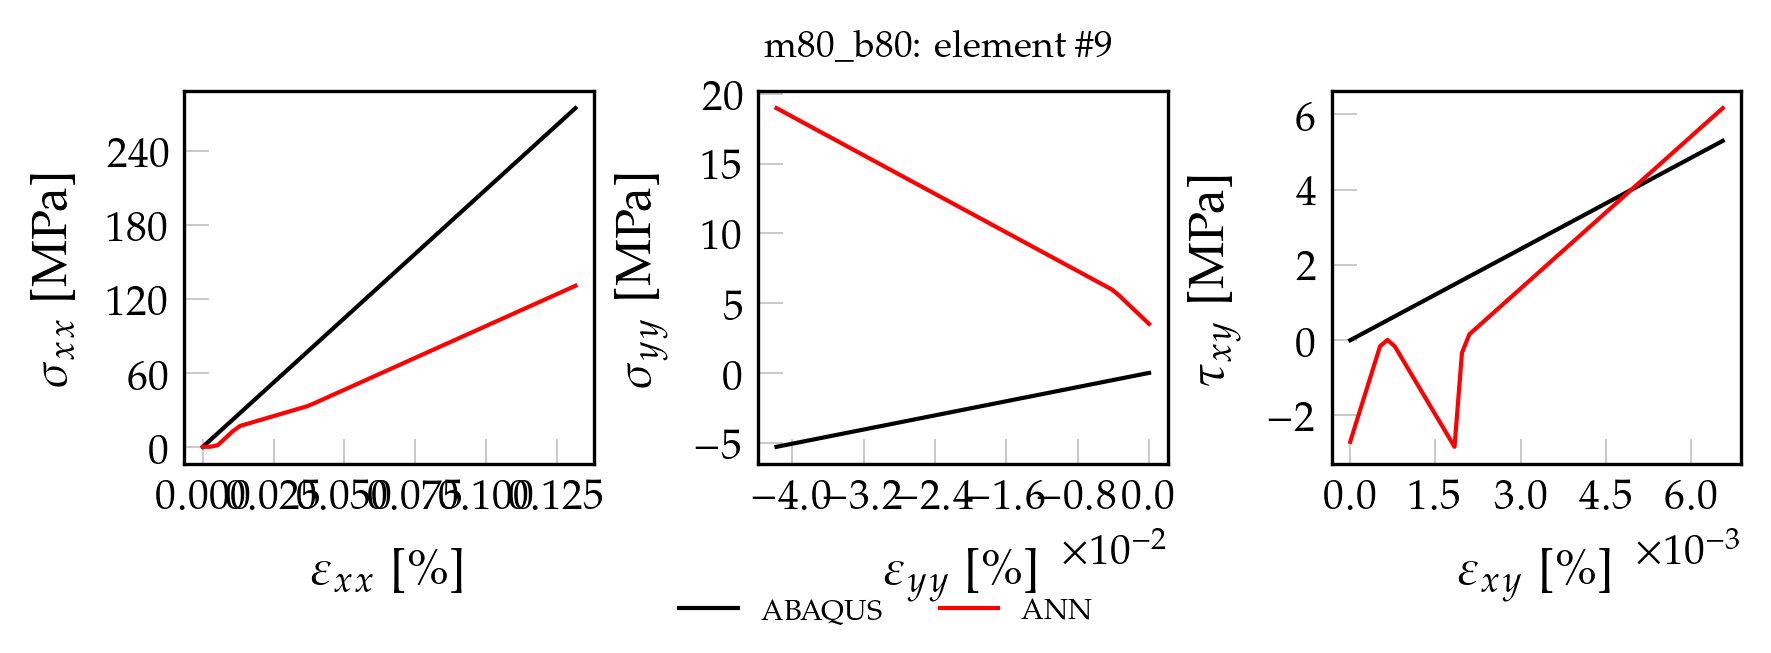 m80_b80: element #9
σxx [MPa]
240
180
120
60
0
0.000 0.025 0.050 0.075 0.100 0.125
εxx [%]
σyy [MPa]
20
15
10
5
0
−5
−4.0 −3.2 −2.4 −1.6 −0.8 0.0
×10−2
εyy [%]
τxy [MPa]
6
4
2
0
−2
0.0 1.5 3.0 4.5 6.0
×10−3
εxy [%]
ABAQUS ANN